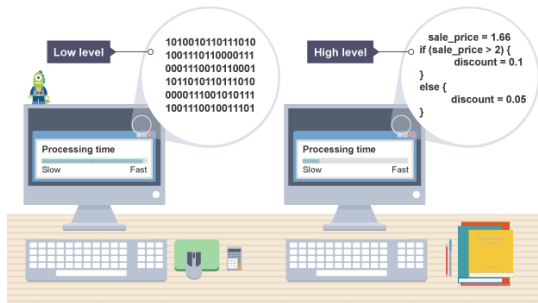 Low level
1010010110111010
1001110110000111
0001110010110001
1011010110111010
0000111001010111
1001110010011101
Processing time
Slow Fast
High level
sale_price = 1.66
if (sale_price > 2) {
discount = 0.1
}
else {
discount = 0.05
}
Processing time
Slow Fast